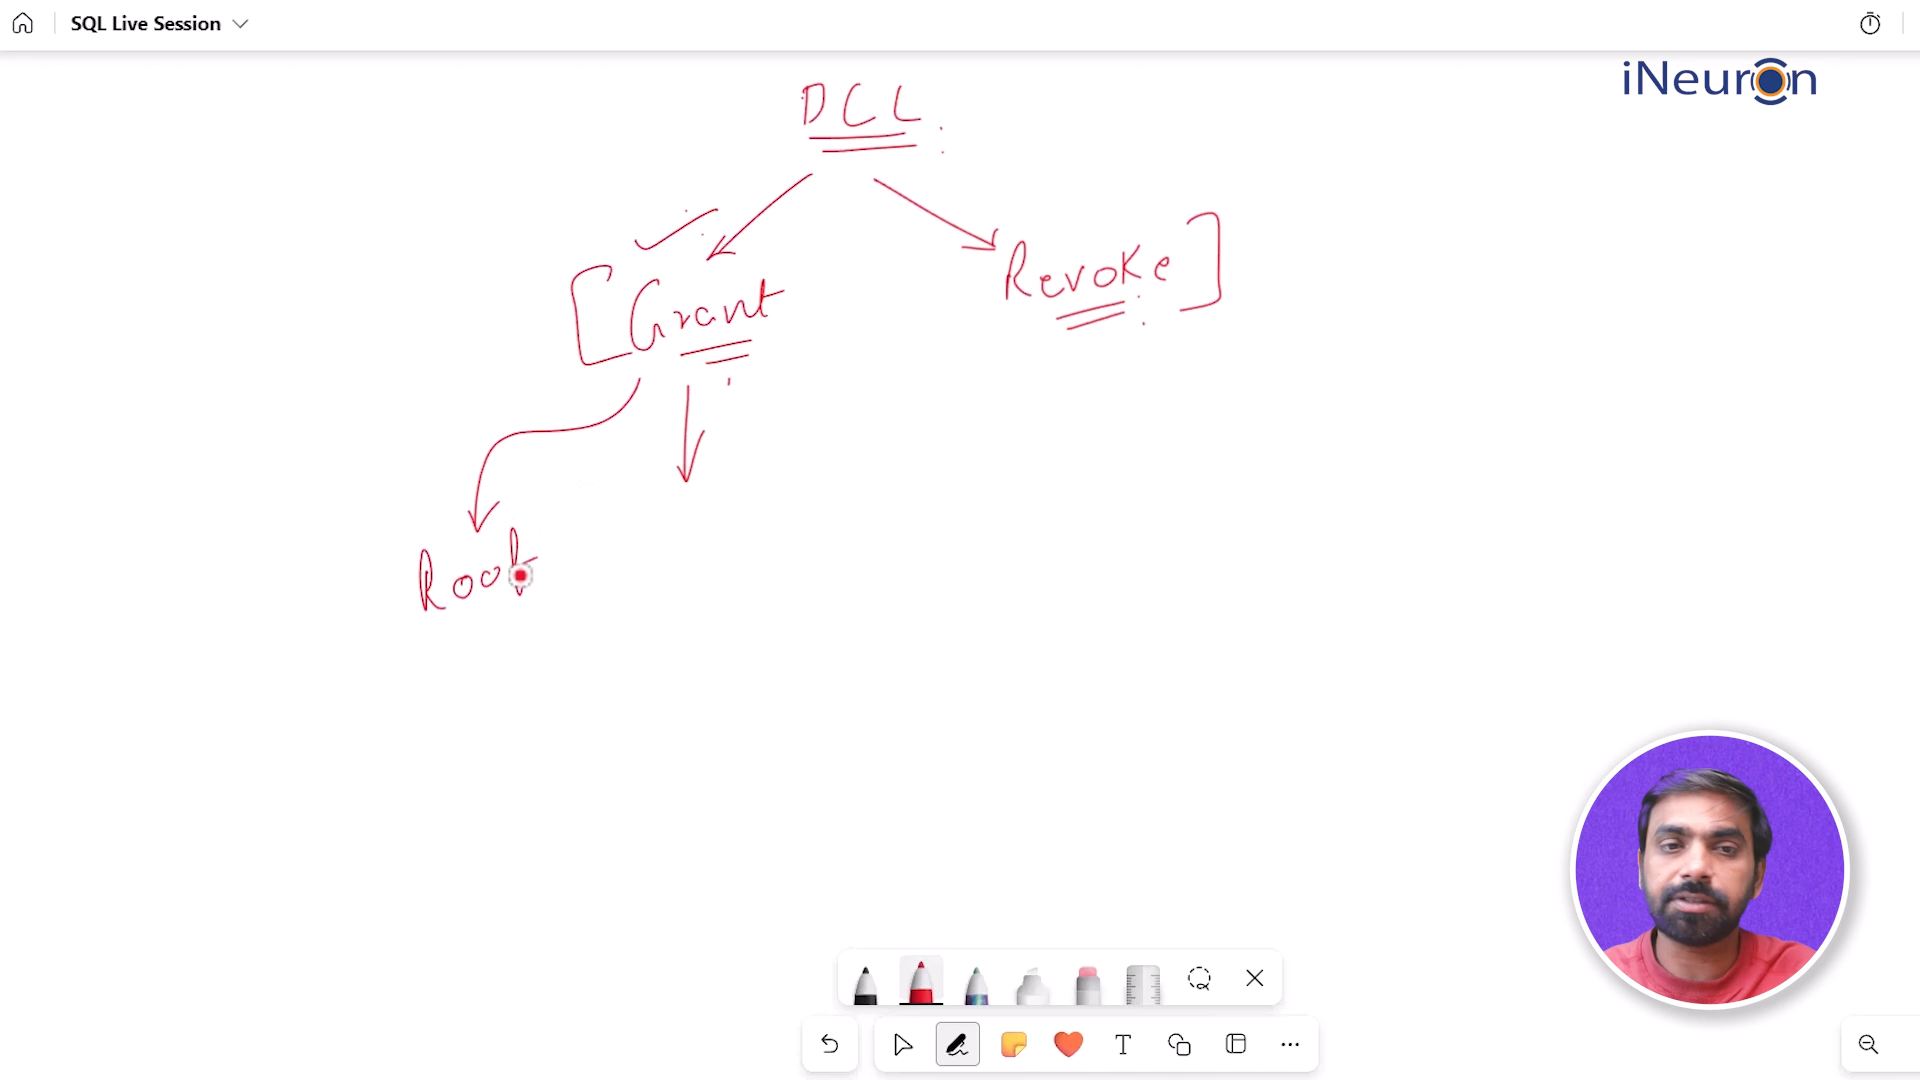 SQL Live Session
iNeuron
DCL
Grant
Revoke
Root
T